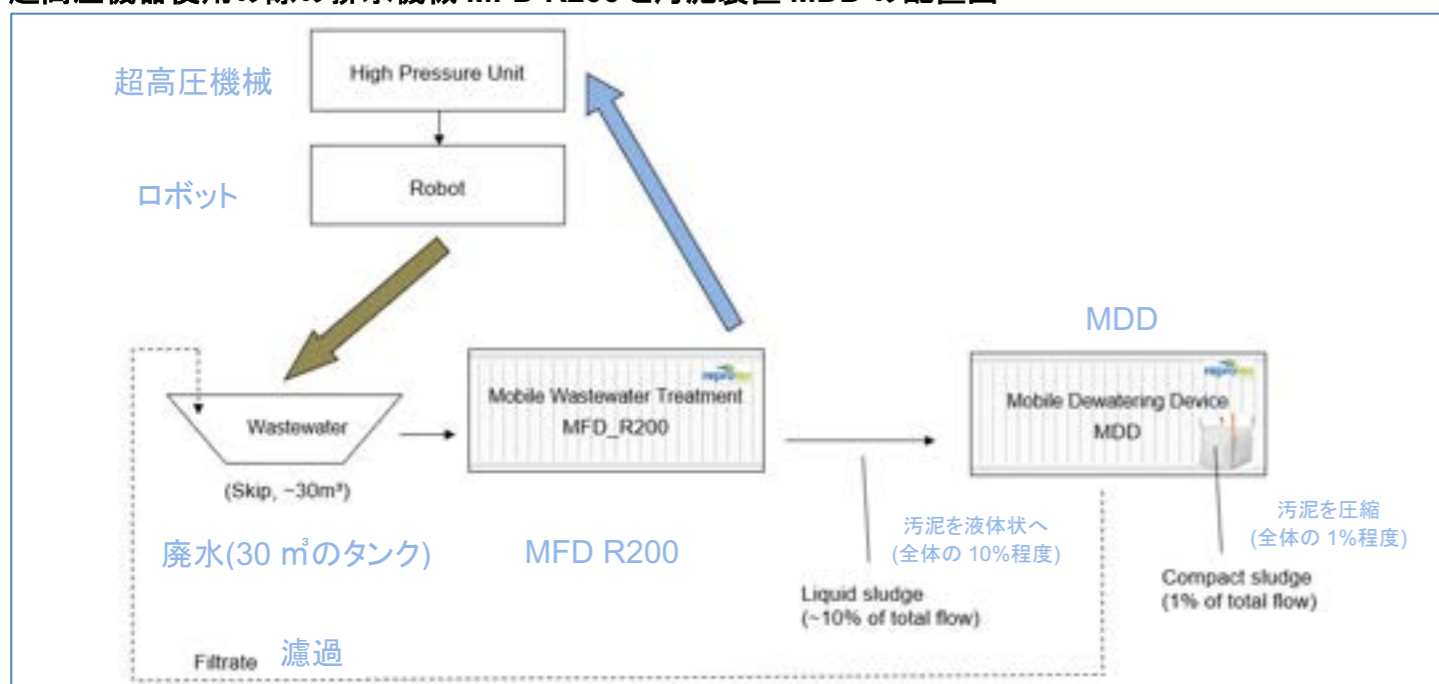 超高圧機械
High Pressure Unit
ロボット
Robot
MDD
Mobile Wastewater Treatment
MFD_R200
Mobile Dewatering Device
MDD
Wastewater
(Skip, ~30m³)
廃水(30 ㎥のタンク)
MFD R200
汚泥を液体状へ
(全体の 10%程度)
汚泥を圧縮
(全体の 1%程度)
Liquid sludge
(~10% of total flow)
Compact sludge
(1% of total flow)
Filtrate
濾過